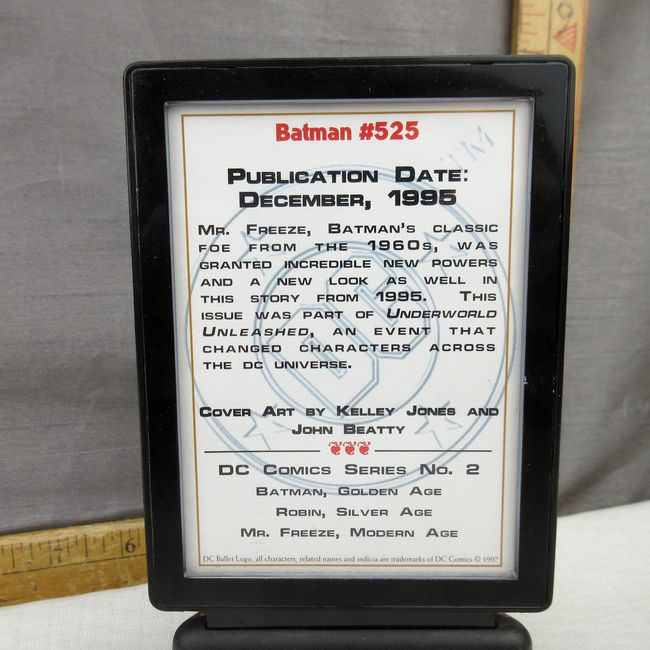 Batman #525
TM
Publication Date:
December, 1995
Mr. Freeze, Batman's classic
foe from the 1960s, was
granted incredible new powers
and a new look as well in
this story from 1995. This
issue was part of Underworld
Unleashed, an event that
changed characters across
the DC Universe.
DC
Cover Art by Kelley Jones and
John Beatty
DC Comics Series No. 2
Batman, Golden Age
Robin, Silver Age
Mr. Freeze, Modern Age
DC Bullet Logo, all characters, related names and indicia are trademarks of DC Comics © 1997
7 6